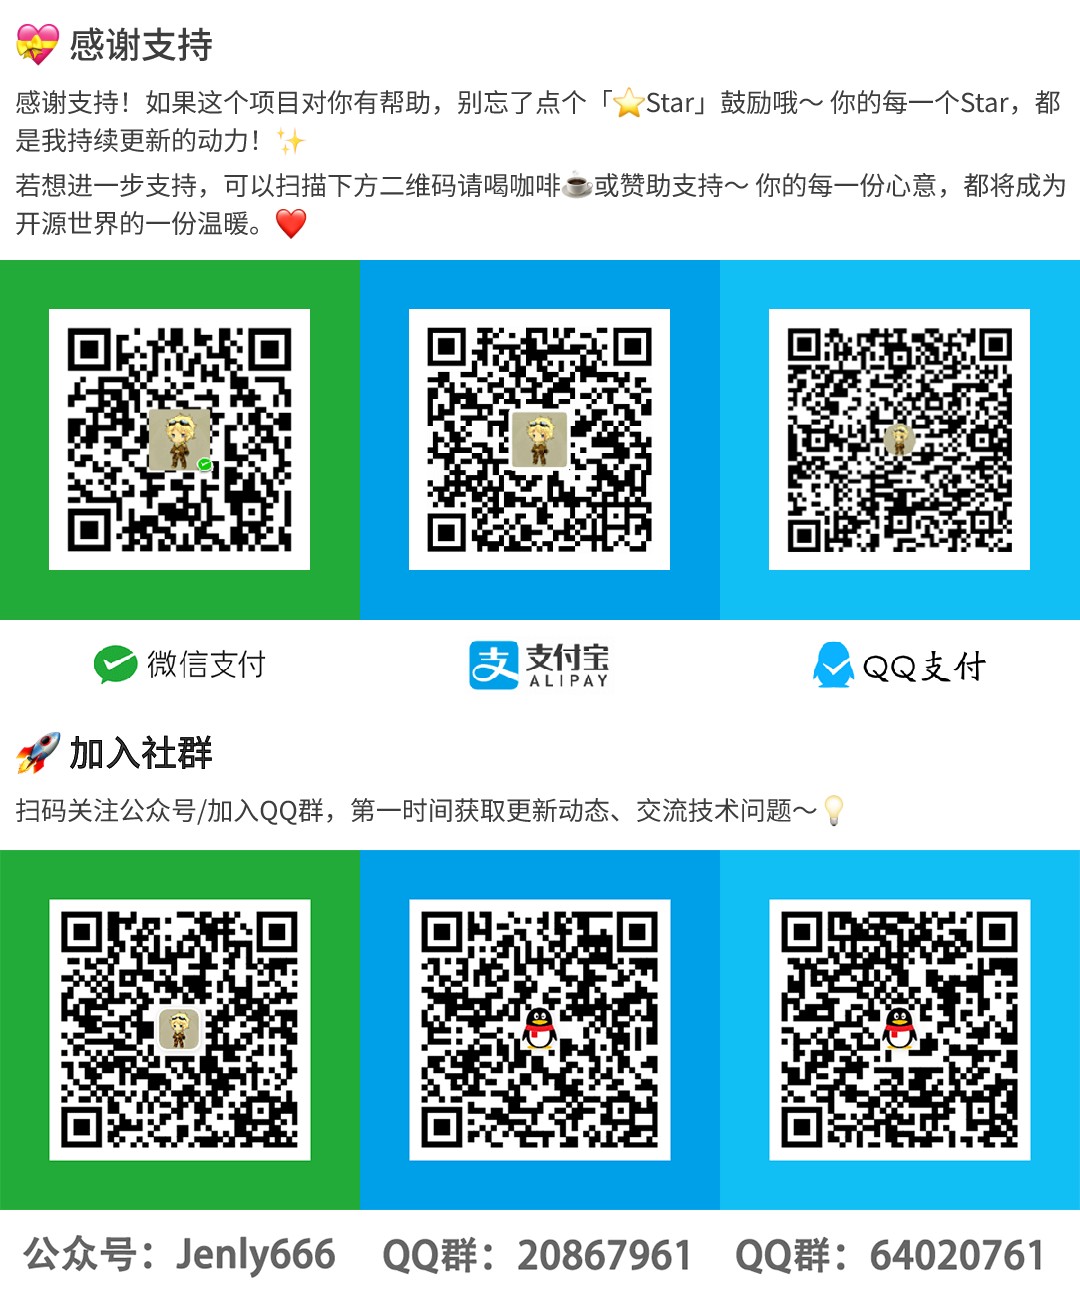 感谢支持
感谢支持！如果这个项目对你有帮助，别忘了点个「⭐Star」鼓励哦～ 你的每一个Star，都
是我持续更新的动力！✨
若想进一步支持，可以扫描下方二维码请喝咖啡☕或赞助支持～ 你的每一份心意，都将成为
开源世界的一份温暖。❤️
微信支付
支付宝
ALIPAY
QQ支付
加入社群
扫码关注公众号/加入QQ群，第一时间获取更新动态、交流技术问题～💡
公众号：Jenly666
QQ群：20867961
QQ群：64020761